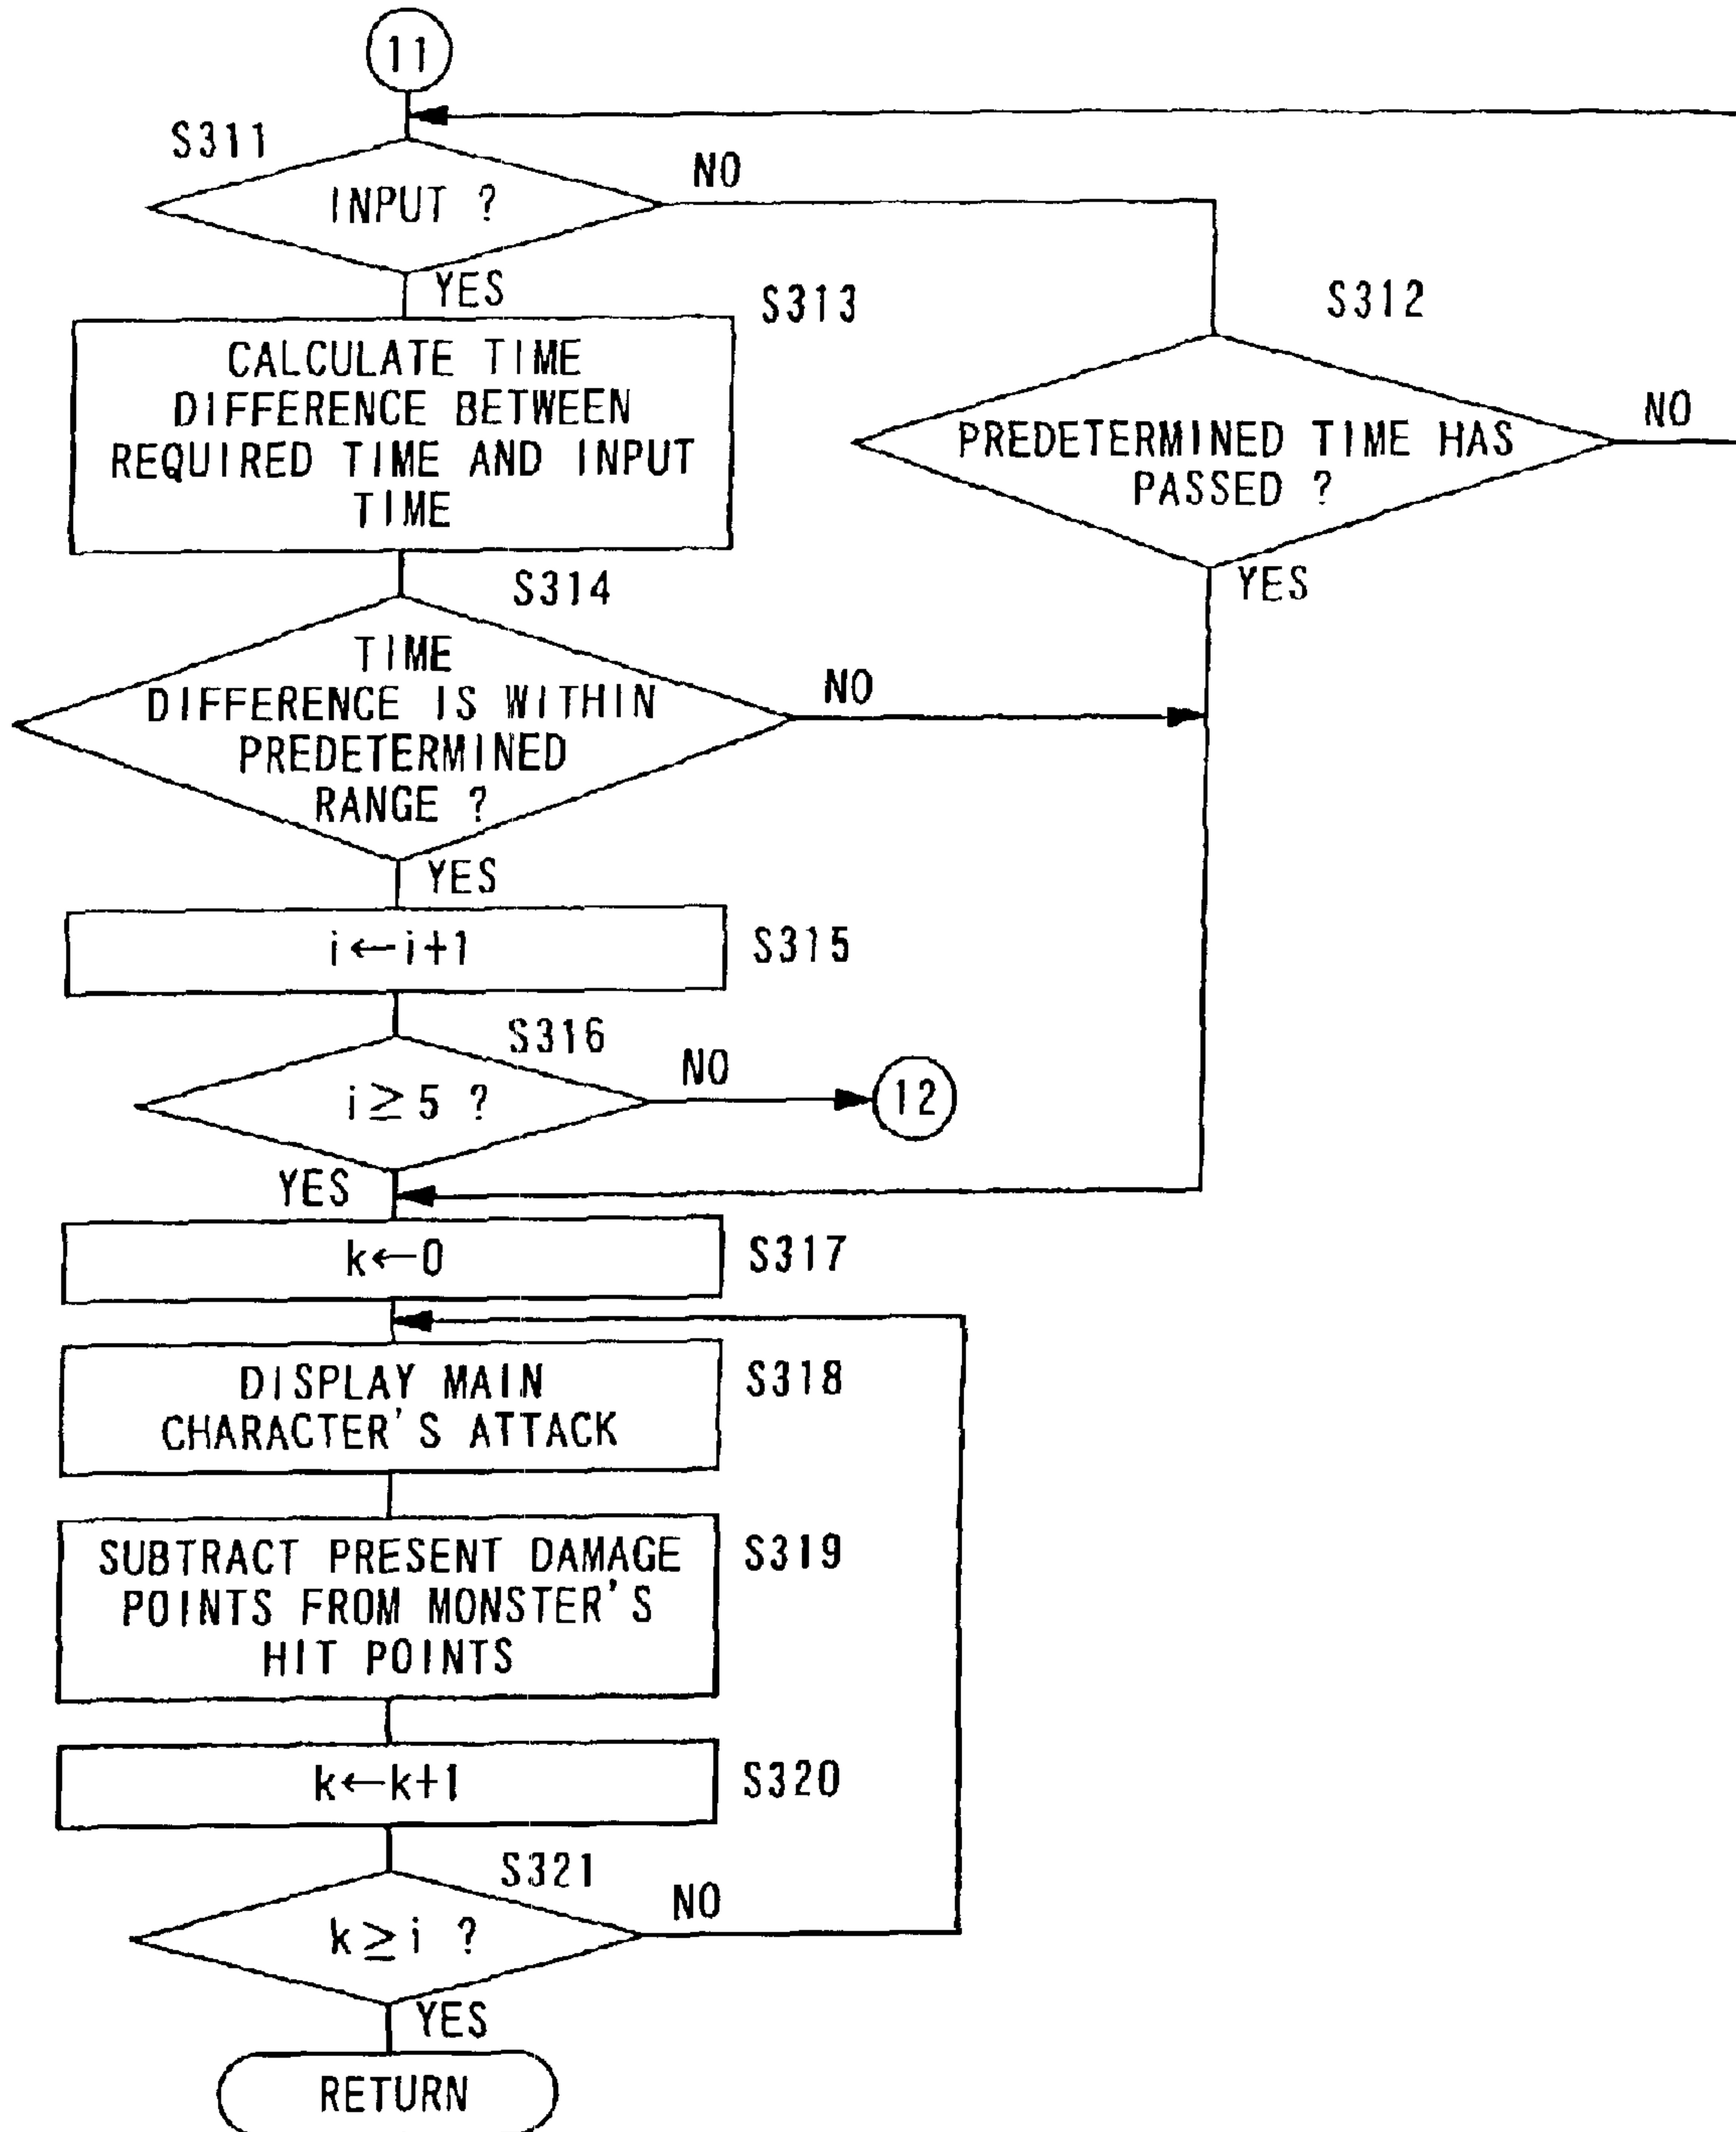 11
S311
INPUT ?
NO
YES
S313
CALCULATE TIME
DIFFERENCE BETWEEN
REQUIRED TIME AND INPUT
TIME
S312
PREDETERMINED TIME HAS
PASSED ?
NO
YES
S314
TIME
DIFFERENCE IS WITHIN
PREDETERMINED
RANGE ?
NO
YES
i←i+1
S315
S316
i≥5 ?
NO
12
YES
k←0
S317
DISPLAY MAIN
CHARACTER'S ATTACK
S318
SUBTRACT PRESENT DAMAGE
POINTS FROM MONSTER'S
HIT POINTS
S319
k←k+1
S320
S321
k≥i ?
NO
YES
RETURN